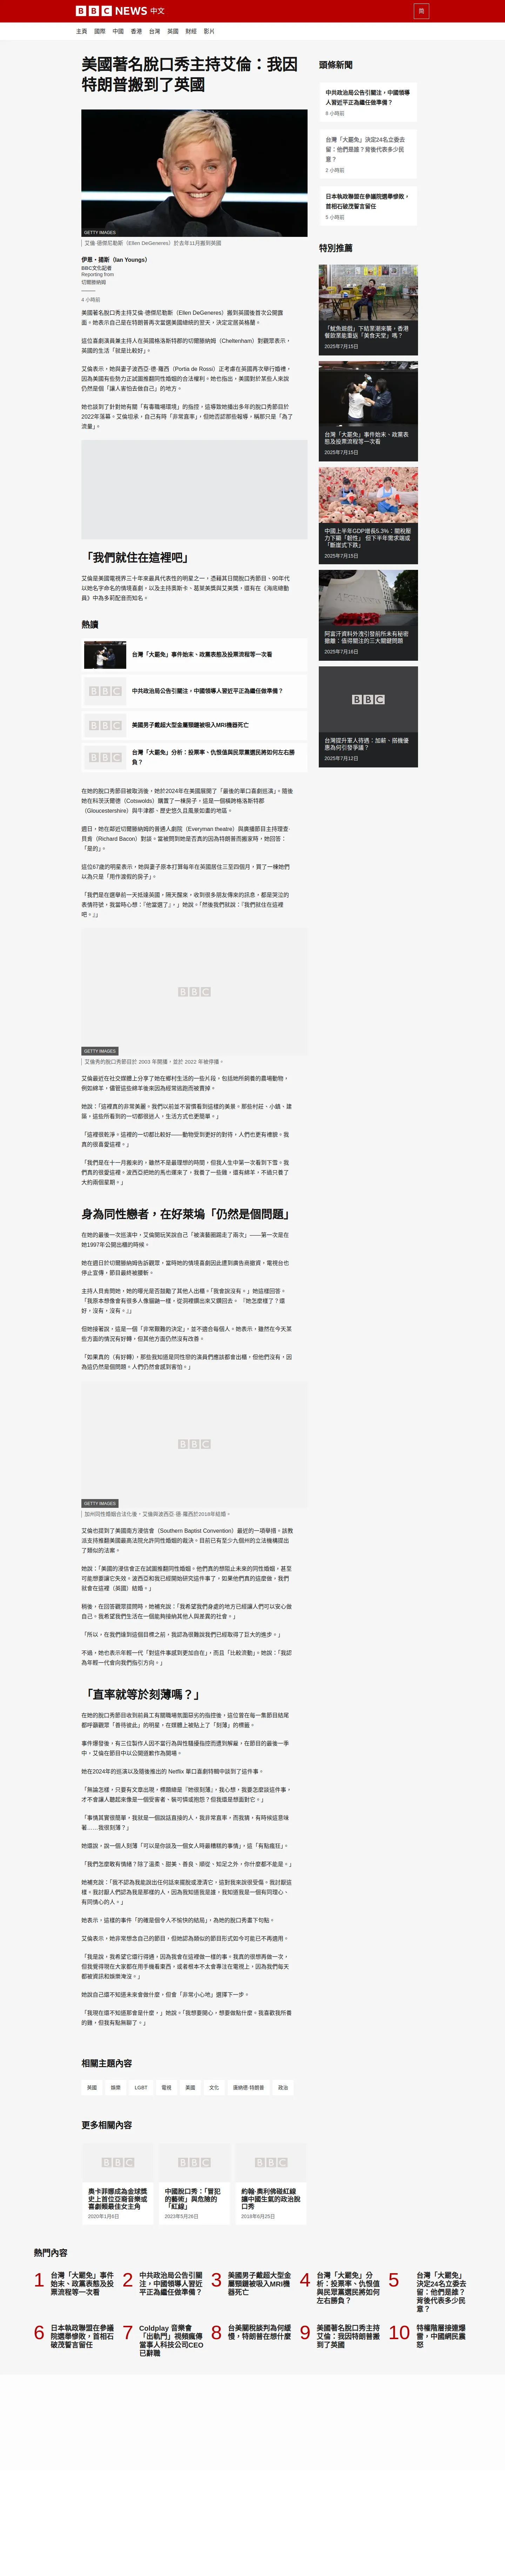 BBC NEWS 中文
简
主頁 國際 中國 香港 台灣 英國 財經 影片
美國著名脫口秀主持艾倫：我因
特朗普搬到了英國
GETTY IMAGES
艾倫·德傑尼勒斯（Ellen DeGeneres）於去年11月搬到英國
伊恩·揚斯（Ian Youngs）
BBC文化記者
Reporting from
切爾滕納姆
4 小時前
美國著名脫口秀主持艾倫·德傑尼勒斯（Ellen DeGeneres）搬到英國後首次公開露
面。她表示自己是在特朗普再次當選美國總統的翌天，決定定居英格蘭。
這位喜劇演員兼主持人在英國格洛斯特郡的切爾滕納姆（Cheltenham）對觀眾表示，
英國的生活「就是比較好」。
艾倫表示，她與妻子波西亞·德·羅西（Portia de Rossi）正考慮在英國再次舉行婚禮，
因為美國有些勢力正試圖推翻同性婚姻的合法權利。她也指出，美國對於某些人來說
仍然是個「讓人害怕去做自己」的地方。
她也談到了針對她有關「有毒職場環境」的指控，這導致她播出多年的脫口秀節目於
2022年落幕。艾倫坦承，自己有時「非常直率」，但她否認那些報導，稱那只是「為了
流量」。
「我們就住在這裡吧」
艾倫是美國電視界三十年來最具代表性的明星之一，憑藉其日間脫口秀節目、90年代
以她名字命名的情境喜劇，以及主持奧斯卡、葛萊美獎與艾美獎，還有在《海底總動
員》中為多莉配音而知名。
熱讀
台灣「大罷免」事件始末、政黨表態及投票流程等一次看
中共政治局公告引關注，中國領導人習近平正為繼任做準備？
美國男子戴超大型金屬頸鏈被吸入MRI機器死亡
台灣「大罷免」分析：投票率、仇恨值與民眾黨選民將如何左右勝
負？
在她的脫口秀節目被取消後，她於2024年在美國展開了「最後的單口喜劇巡演」，隨後
她在科茨沃爾德（Cotswolds）購置了一棟房子，這是一個橫跨格洛斯特郡
（Gloucestershire）與牛津郡、歷史悠久且風景如畫的地區。
週日，她在鄰近切爾滕納姆的普通人劇院（Everyman theatre）與廣播節目主持理查·
貝肯（Richard Bacon）對談。當被問到她是否真的因為特朗普而搬家時，她回答：
「是的」。
這位67歲的明星表示，她與妻子原本打算每年在英國居住三至四個月，買了一棟她們
以為只是「用作渡假的房子」。
「我們是在選舉前一天抵達英國，隔天醒來，收到很多朋友傳來的訊息，都是哭泣的
表情符號，我當時心想：『他當選了』，」她說。「然後我們就說：『我們就住在這裡
吧。』」
BBC
GETTY IMAGES
艾倫秀的脫口秀節目於 2003 年開播，並於 2022 年被停播。
艾倫最近在社交媒體上分享了她在鄉村生活的一些片段，包括她所飼養的農場動物，
例如綿羊，儘管這些綿羊後來因為經常逃跑而被賣掉。
她說：「這裡真的非常美麗。我們以前並不習慣看到這樣的美景。那些村莊、小鎮、建
築，這些所看到的一切都很迷人，生活方式也更簡單。」
「這裡很乾淨。這裡的一切都比較好——動物受到更好的對待，人們也更有禮貌。我
真的很喜愛這裡。」
「我們是在十一月搬來的，雖然不是最理想的時間，但我人生中第一次看到下雪。我
們真的很愛這裡。波西亞把她的馬也運來了，我養了一些雞，還有綿羊，不過只養了
大約兩個星期。」
身為同性戀者，在好萊塢「仍然是個問題」
在她的最後一次巡演中，艾倫開玩笑說自己「被演藝圈踢走了兩次」——第一次是在
她1997年公開出櫃的時候。
她在週日於切爾滕納姆告訴觀眾，當時她的情境喜劇因此遭到廣告商撤資，電視台也
停止宣傳，節目最終被腰斬。
主持人貝肯問她，她的曝光是否鼓勵了其他人出櫃。「我會說沒有。」她這樣回答。
「我原本想像會有很多人像貓鼬一樣，從洞裡鑽出來又鑽回去。『她怎麼樣了？還
好，沒有，沒有。』」
但她接著說，這是一個「非常艱難的決定」，並不適合每個人。她表示，雖然在今天某
些方面的情況有好轉，但其他方面仍然沒有改善。
「如果真的（有好轉），那些我知道是同性戀的演員們應該都會出櫃，但他們沒有，因
為這仍然是個問題。人們仍然會感到害怕。」
BBC
GETTY IMAGES
加州同性婚姻合法化後，艾倫與波西亞·德·羅西於2018年結婚。
艾倫也提到了美國南方浸信會（Southern Baptist Convention）最近的一項舉措，該教
派支持推翻美國最高法院允許同性婚姻的裁決。目前已有至少九個州的立法機構提出
了類似的法案。
她說：「美國的浸信會正在試圖推翻同性婚姻。他們真的想阻止未來的同性婚姻，甚至
可能想要讓它失效。波西亞和我已經開始研究這件事了，如果他們真的這麼做，我們
就會在這裡（英國）結婚。」
稍後，在回答觀眾提問時，她補充說：「我希望我們身處的地方已經讓人們可以安心做
自己。我希望我們生活在一個能夠接納其他人與差異的社會。」
「所以，在我們達到這個目標之前，我認為很難說我們已經取得了巨大的進步。」
不過，她也表示年輕一代「對這件事感到更加自在」，而且「比較流動」。她說：「我認
為年輕一代會向我們指引方向。」
「直率就等於刻薄嗎？」
在她的脫口秀節目收到前員工有關職場氛圍惡劣的指控後，這位曾在每一集節目結尾
都呼籲觀眾「善待彼此」的明星，在媒體上被貼上了「刻薄」的標籤。
事件爆發後，有三位製作人因不當行為與性騷擾指控而遭到解雇，在節目的最後一季
中，艾倫在節目中以公開道歉作為開場。
她在2024年的巡演以及隨後推出的 Netflix 單口喜劇特輯中談到了這件事。
「無論怎樣，只要有文章出現，標題總是『她很刻薄』，我心想，我要怎麼談這件事，
才不會讓人聽起來像是一個受害者、裝可憐或抱怨？但我還是想面對它。」
「事情其實很簡單，我就是一個說話直接的人，我非常直率，而我猜，有時候這意味
著……我很刻薄？」
她還說，說一個人刻薄「可以是你談及一個女人時最糟糕的事情」，這「有點瘋狂」。
「我們怎麼敢有情緒？除了溫柔、甜美、善良、順從、知足之外，你什麼都不能是。」
她補充說：「我不認為我能說出任何話來擺脫或澄清它，這對我來說很受傷，我討厭這
樣，我討厭人們認為我是那樣的人，因為我知道我是誰，我知道我是一個有同理心、
有同情心的人。」
她表示，這樣的事件「的確是個令人不愉快的結局」，為她的脫口秀畫下句點。
艾倫表示，她非常想念自己的節目，但她認為類似的節目形式如今可能已不再適用。
「我是說，我希望它還行得通，因為我會在這裡做一樣的事，我真的很想再做一次，
但我覺得現在大家都在用手機看東西，或者根本不太會專注在電視上，因為我們每天
都被資訊和娛樂淹沒。」
她說自己還不知道未來會做什麼，但會「非常小心地」選擇下一步。
「我現在還不知道那會是什麼，」她說。「我想要開心，想要做點什麼。我喜歡我所養
的雞，但我有點無聊了。」
相關主題內容
英國 娛樂 LGBT 電視 美國 文化 唐納德·特朗普 政治
更多相關內容
奧卡菲娜成為金球獎
史上首位亞裔音樂或
喜劇類最佳女主角
2020年1月6日
中國脫口秀：「冒犯
的藝術」與危險的
「紅線」
2023年5月26日
約翰·奧利佛碰紅線
讓中國生氣的政治脫
口秀
2018年6月25日
頭條新聞
中共政治局公告引關注，中國領導
人習近平正為繼任做準備？
8 小時前
台灣「大罷免」決定24名立委去
留：他們是誰？背後代表多少民
意？
2 小時前
日本執政聯盟在參議院選舉慘敗，
首相石破茂誓言留任
5 小時前
特別推薦
「魷魚遊戲」下結業潮來襲，香港
餐飲業能重返「美食天堂」嗎？
2025年7月15日
台灣「大罷免」事件始末、政黨表
態及投票流程等一次看
2025年7月15日
中國上半年GDP增長5.3%：關稅壓
力下顯「韌性」 但下半年需求端或
「斷崖式下跌」
2025年7月15日
阿富汗資料外洩引發前所未有秘密
撤離：值得關注的三大關鍵問題
2025年7月16日
台灣提升軍人待遇：加薪、搭機優
惠為何引發爭議？
2025年7月12日
熱門內容
1 台灣「大罷免」事件
始末、政黨表態及投
票流程等一次看
2 中共政治局公告引關
注，中國領導人習近
平正為繼任做準備？
3 美國男子戴超大型金
屬頸鏈被吸入MRI機
器死亡
4 台灣「大罷免」分
析：投票率、仇恨值
與民眾黨選民將如何
左右勝負？
5 台灣「大罷免」
決定24名立委去
留：他們是誰？
背後代表多少民
意？
6 日本執政聯盟在參議
院選舉慘敗，首相石
破茂誓言留任
7 Coldplay 音樂會
「出軌門」視頻瘋傳
當事人科技公司CEO
已辭職
8 台美關稅談判為何緩
慢，特朗普在想什麼
9 美國著名脫口秀主持
艾倫：我因特朗普搬
到了英國
10 特權階層接連爆
雷，中國網民震
怒